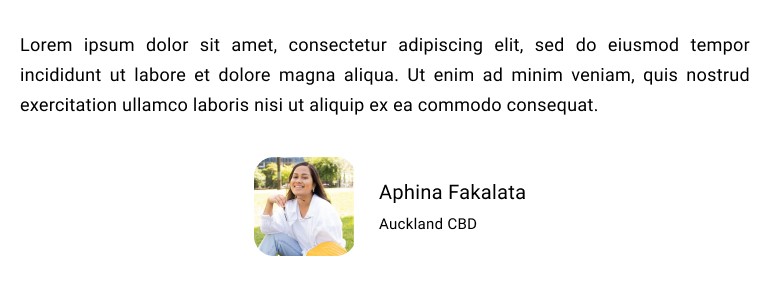 Lorem ipsum dolor sit amet, consectetur adipiscing elit, sed do eiusmod tempor
incididunt ut labore et dolore magna aliqua. Ut enim ad minim veniam, quis nostrud
exercitation ullamco laboris nisi ut aliquip ex ea commodo consequat.
Aphina Fakalata
Auckland CBD